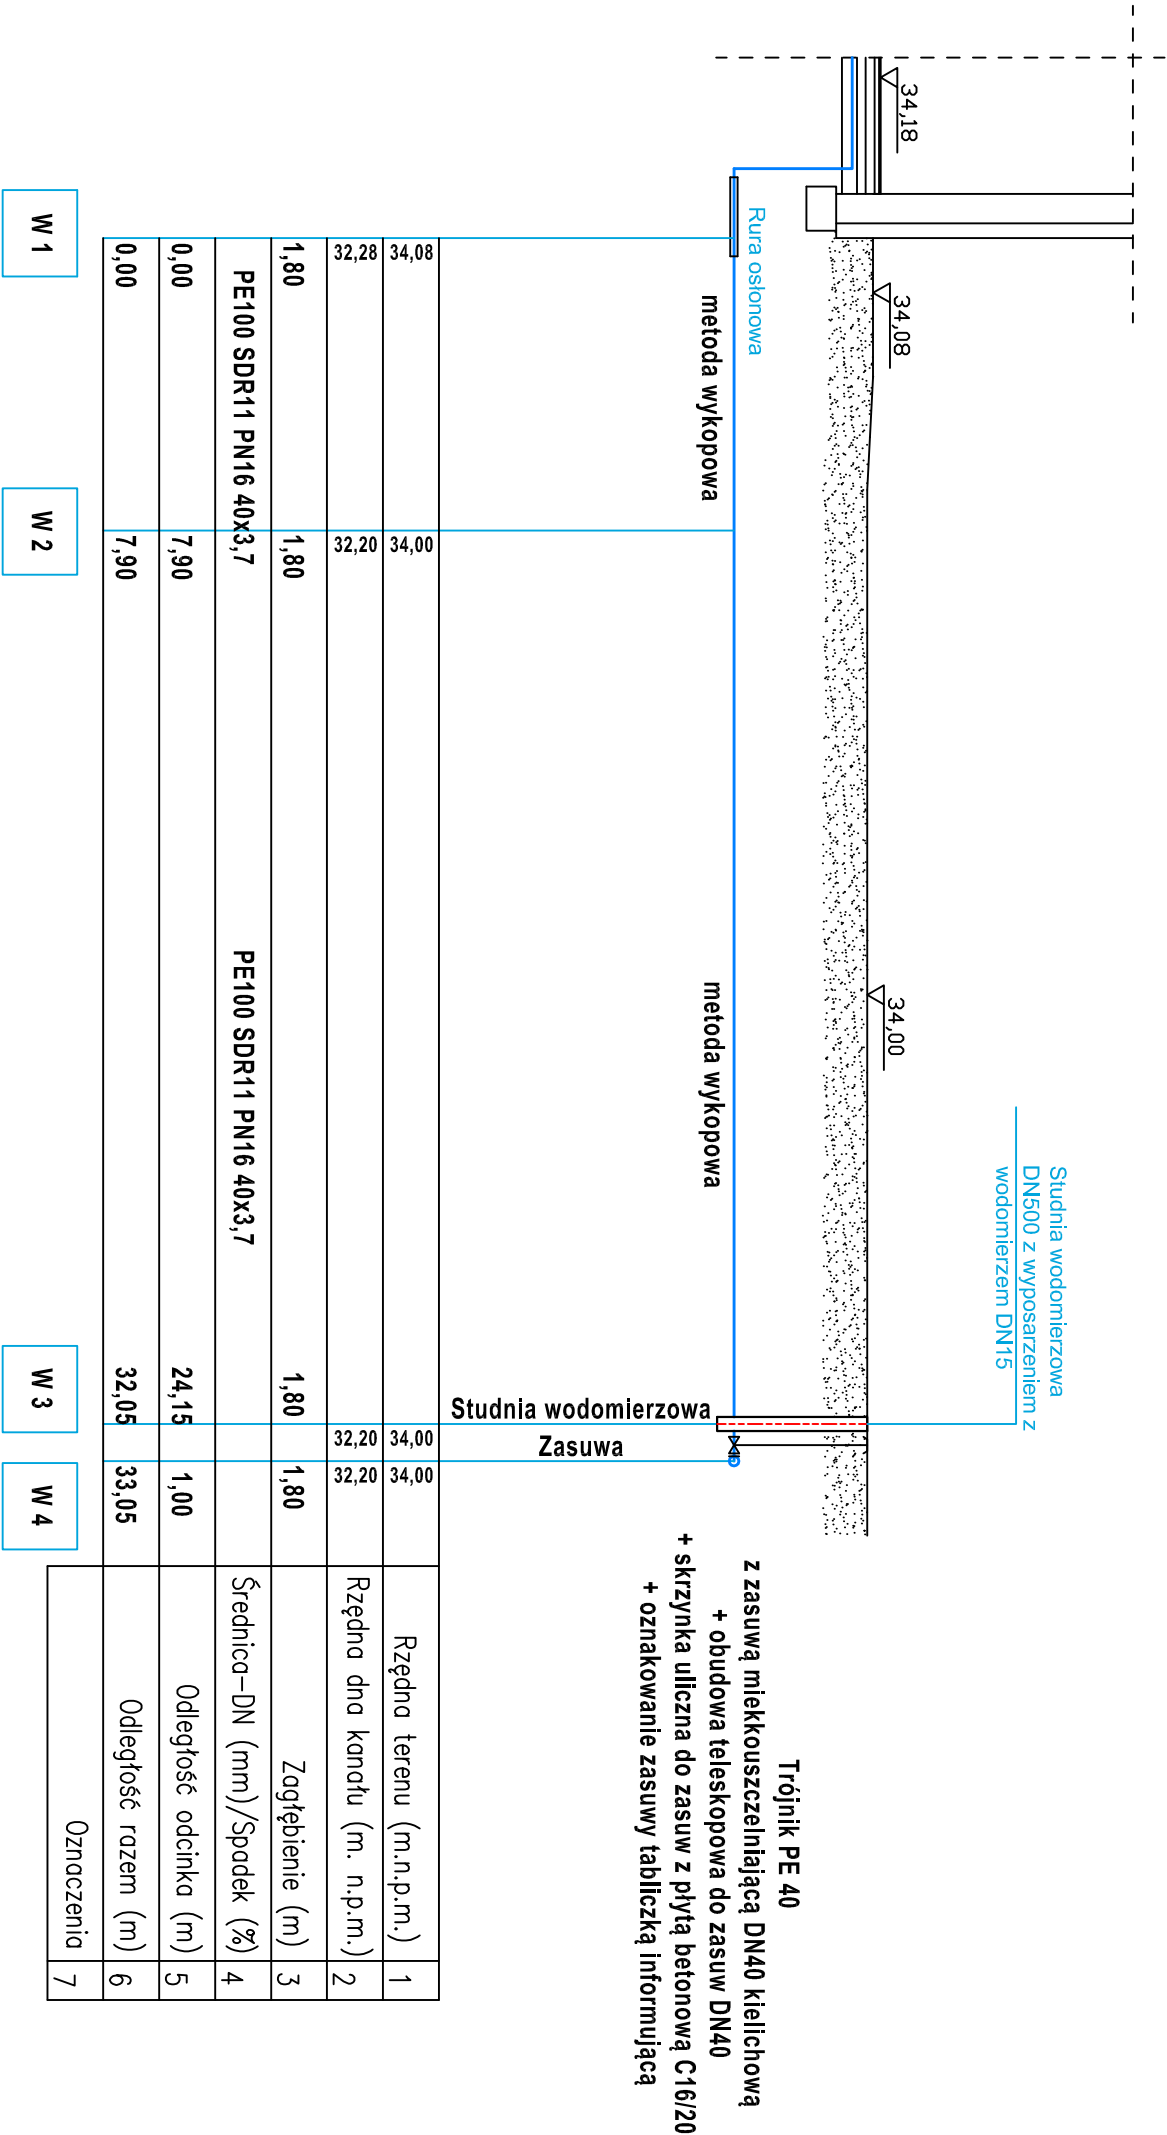 34,18
34,08
34,00
Studnia wodomierzowa
DN500 z wyposarzeniem z
wodomierzem DN15
Rura osłonowa
metoda wykopowa
metoda wykopowa
Trójnik PE 40
z zasuwą miekkouszczelniającą DN40 kielichową
+ obudowa teleskopowa do zasuw DN40
+ skrzynka uliczna do zasuw z płytą betonową C16/20
+ oznakowanie zasuwy tabliczką informującą
Studnia wodomierzowa
Zasuwa
34,08 34,00 34,00 34,00 Rzędna terenu (m.n.p.m.) 1
32,28 32,20 32,20 32,20 Rzędna dna kanału (m. n.p.m.) 2
1,80 1,80 1,80 1,80 Zagłębienie (m) 3
PE100 SDR11 PN16 40x3,7 PE100 SDR11 PN16 40x3,7 Średnica-DN (mm)/Spadek (%) 4
0,00 7,90 24,15 1,00 Odległość odcinka (m) 5
0,00 7,90 32,05 33,05 Odległość razem (m) 6
Oznaczenia 7
W 1 W 2 W 3 W 4